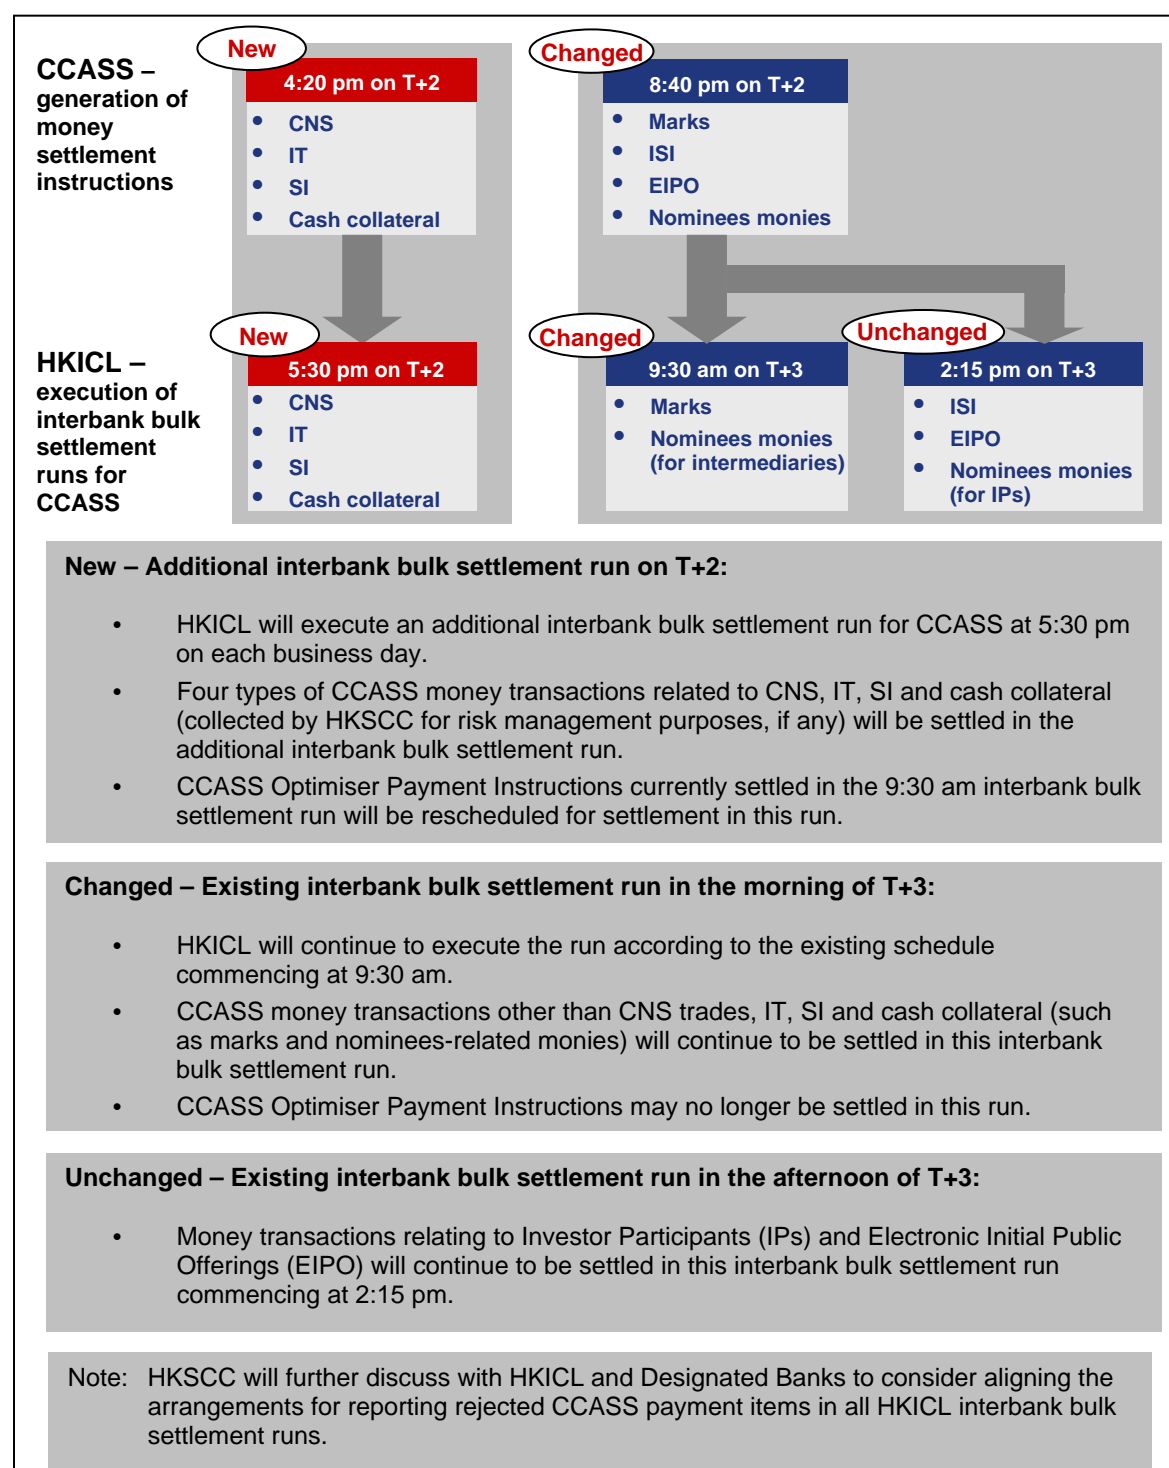 CCASS –
generation of
money
settlement
instructions
New
4:20 pm on T+2
• CNS
• IT
• SI
• Cash collateral
Changed
8:40 pm on T+2
• Marks
• ISI
• EIPO
• Nominees monies
HKICL –
execution of
interbank bulk
settlement
runs for
CCASS
New
5:30 pm on T+2
• CNS
• IT
• SI
• Cash collateral
Changed
9:30 am on T+3
• Marks
• Nominees monies
(for intermediaries)
Unchanged
2:15 pm on T+3
• ISI
• EIPO
• Nominees monies
(for IPs)
New – Additional interbank bulk settlement run on T+2:
• HKICL will execute an additional interbank bulk settlement run for CCASS at 5:30 pm
on each business day.
• Four types of CCASS money transactions related to CNS, IT, SI and cash collateral
(collected by HKSCC for risk management purposes, if any) will be settled in the
additional interbank bulk settlement run.
• CCASS Optimiser Payment Instructions currently settled in the 9:30 am interbank bulk
settlement run will be rescheduled for settlement in this run.
Changed – Existing interbank bulk settlement run in the morning of T+3:
• HKICL will continue to execute the run according to the existing schedule
commencing at 9:30 am.
• CCASS money transactions other than CNS trades, IT, SI and cash collateral (such
as marks and nominees-related monies) will continue to be settled in this interbank
bulk settlement run.
• CCASS Optimiser Payment Instructions may no longer be settled in this run.
Unchanged – Existing interbank bulk settlement run in the afternoon of T+3:
• Money transactions relating to Investor Participants (IPs) and Electronic Initial Public
Offerings (EIPO) will continue to be settled in this interbank bulk settlement run
commencing at 2:15 pm.
Note: HKSCC will further discuss with HKICL and Designated Banks to consider aligning the
arrangements for reporting rejected CCASS payment items in all HKICL interbank bulk
settlement runs.